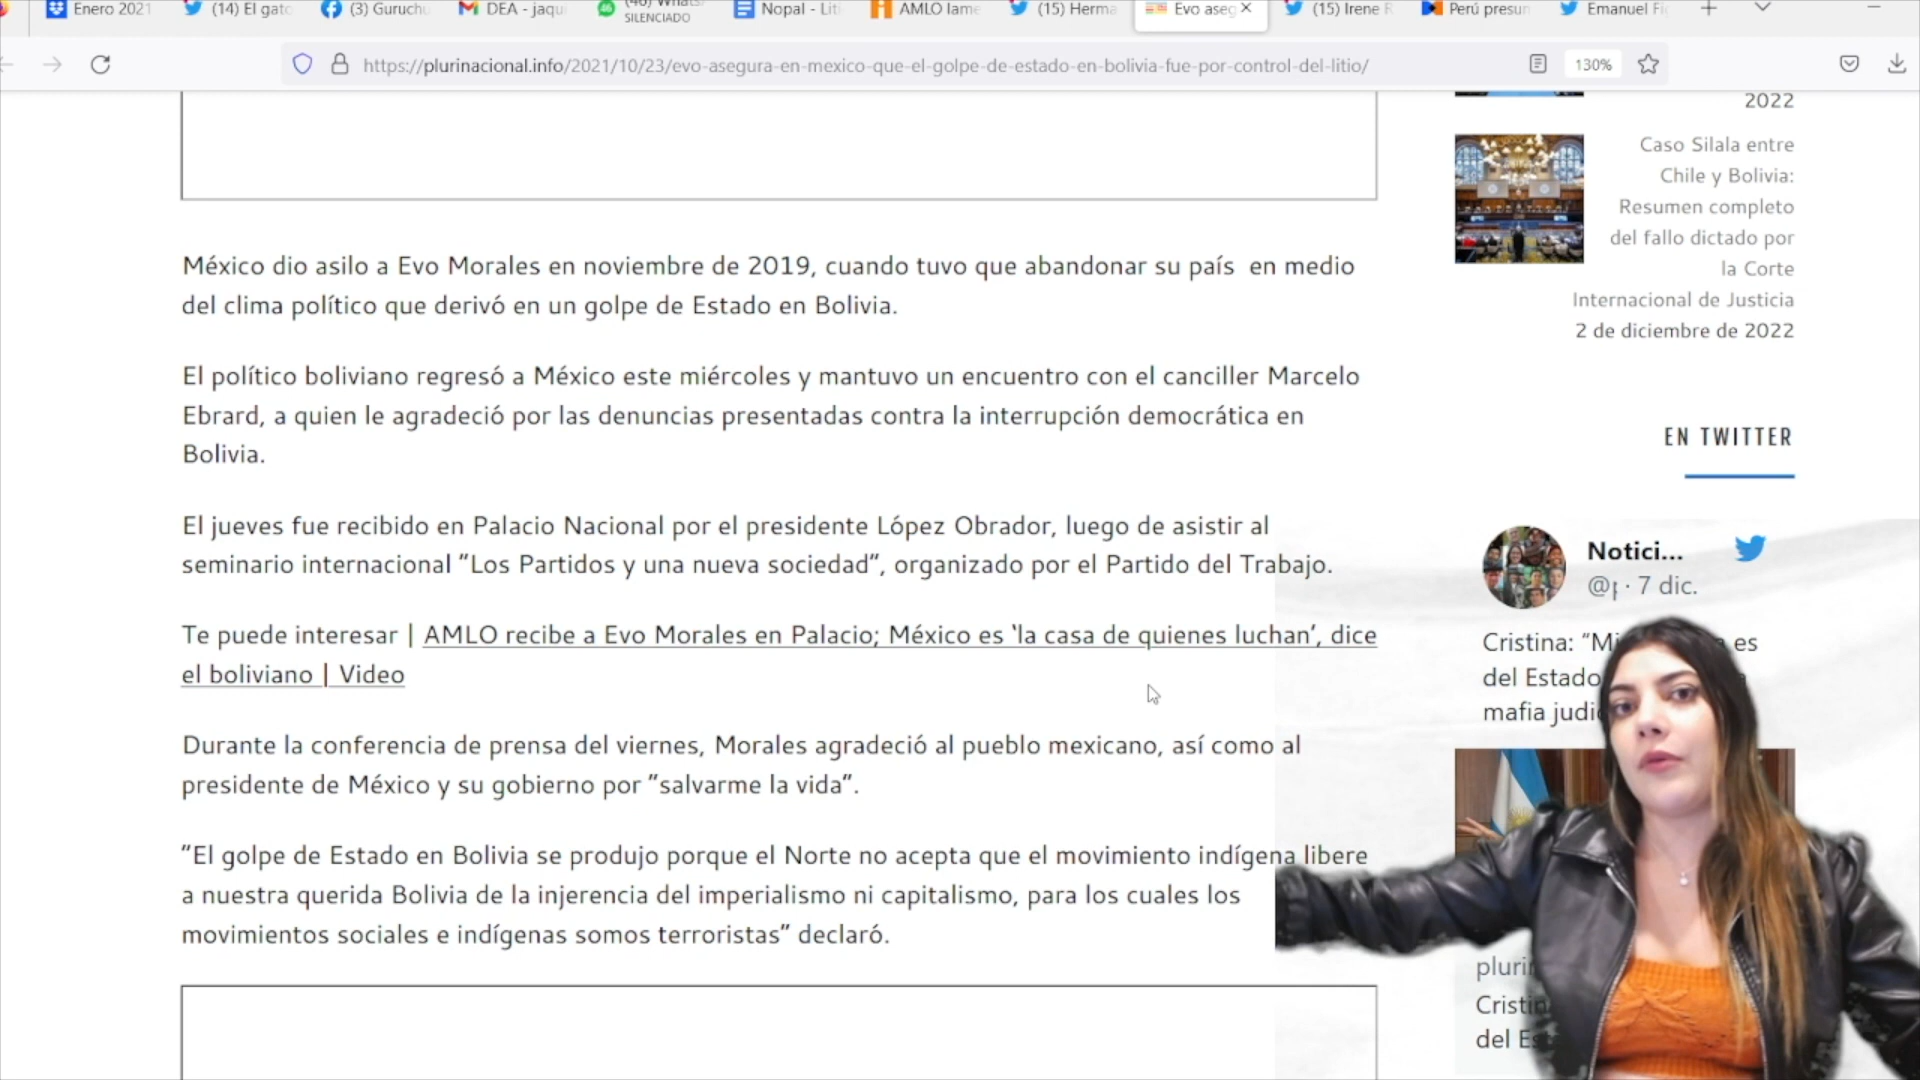 Enero 2021
(14) El gato
(3) Guruchu
DEA - jaqu
SILENCIADO
Nopal - Liti
AMLO lame
(15) Herma
Evo aseg
(15) Irene R
Perú presun
Emanuel Fi
https://plurinacional.info/2021/10/23/evo-asegura-en-mexico-que-el-golpe-de-estado-en-bolivia-fue-por-control-del-litio/
130%
México dio asilo a Evo Morales en noviembre de 2019, cuando tuvo que abandonar su país en medio
del clima político que derivó en un golpe de Estado en Bolivia.
El político boliviano regresó a México este miércoles y mantuvo un encuentro con el canciller Marcelo
Ebrard, a quien le agradeció por las denuncias presentadas contra la interrupción democrática en
Bolivia.
El jueves fue recibido en Palacio Nacional por el presidente López Obrador, luego de asistir al
seminario internacional “Los Partidos y una nueva sociedad”, organizado por el Partido del Trabajo.
Te puede interesar | AMLO recibe a Evo Morales en Palacio; México es ‘la casa de quienes luchan’, dice
el boliviano | Video
Durante la conferencia de prensa del viernes, Morales agradeció al pueblo mexicano, así como al
presidente de México y su gobierno por “salvarme la vida”.
“El golpe de Estado en Bolivia se produjo porque el Norte no acepta que el movimiento indígena libere
a nuestra querida Bolivia de la injerencia del imperialismo ni capitalismo, para los cuales los
movimientos sociales e indígenas somos terroristas” declaró.
2022
Caso Silala entre
Chile y Bolivia:
Resumen completo
del fallo dictado por
la Corte
Internacional de Justicia
2 de diciembre de 2022
EN TWITTER
Notici...
· 7 dic.
Cristina: “Mi es
del Estado
mafia judi
pluri
Cristi
del Es